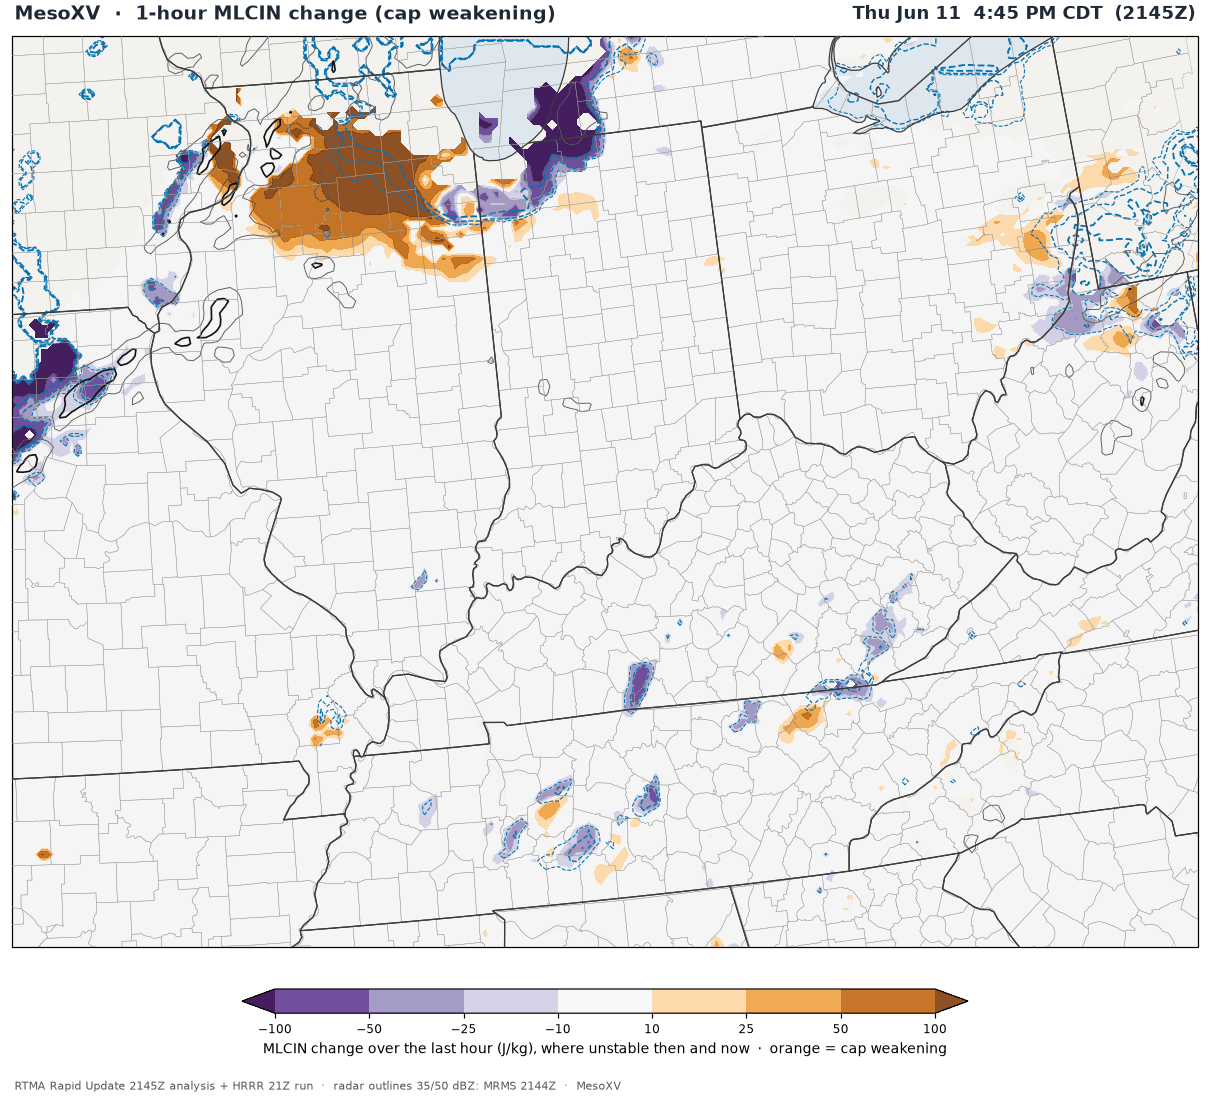 MesoXV · 1-hour MLCIN change (cap weakening)
Thu Jun 11 4:45 PM CDT (2145Z)
−100 −50 −25 −10 10 25 50 100
MLCIN change over the last hour (J/kg), where unstable then and now · orange = cap weakening
RTMA Rapid Update 2145Z analysis + HRRR 21Z run · radar outlines 35/50 dBZ: MRMS 2144Z · MesoXV